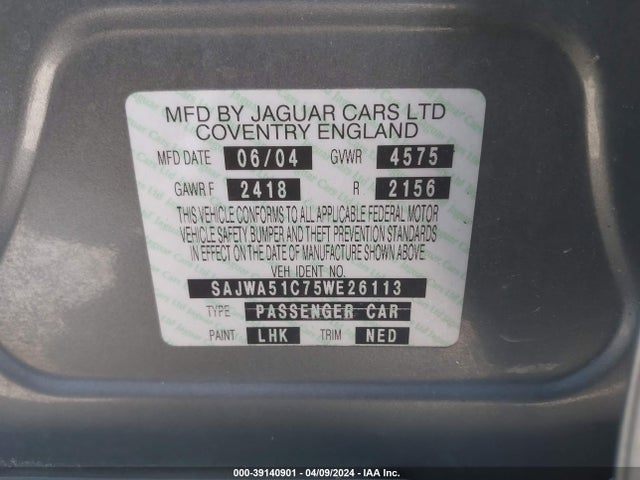 MFD BY JAGUAR CARS LTD
COVENTRY ENGLAND
MFD DATE 06/04 GVWR 4575
GAWR F 2418 R 2156
THIS VEHICLE CONFORMS TO ALL APPLICABLE FEDERAL MOTOR
VEHICLE SAFETY BUMPER AND THEFT PREVENTION STANDARDS
IN EFFECT ON THE DATE OF MANUFACTURE SHOWN ABOVE
VEH IDENT NO.
SAJWA51C75WE26113
TYPE PASSENGER CAR
PAINT LHK TRIM NED
000-39140901 - 04/09/2024 - IAA Inc.